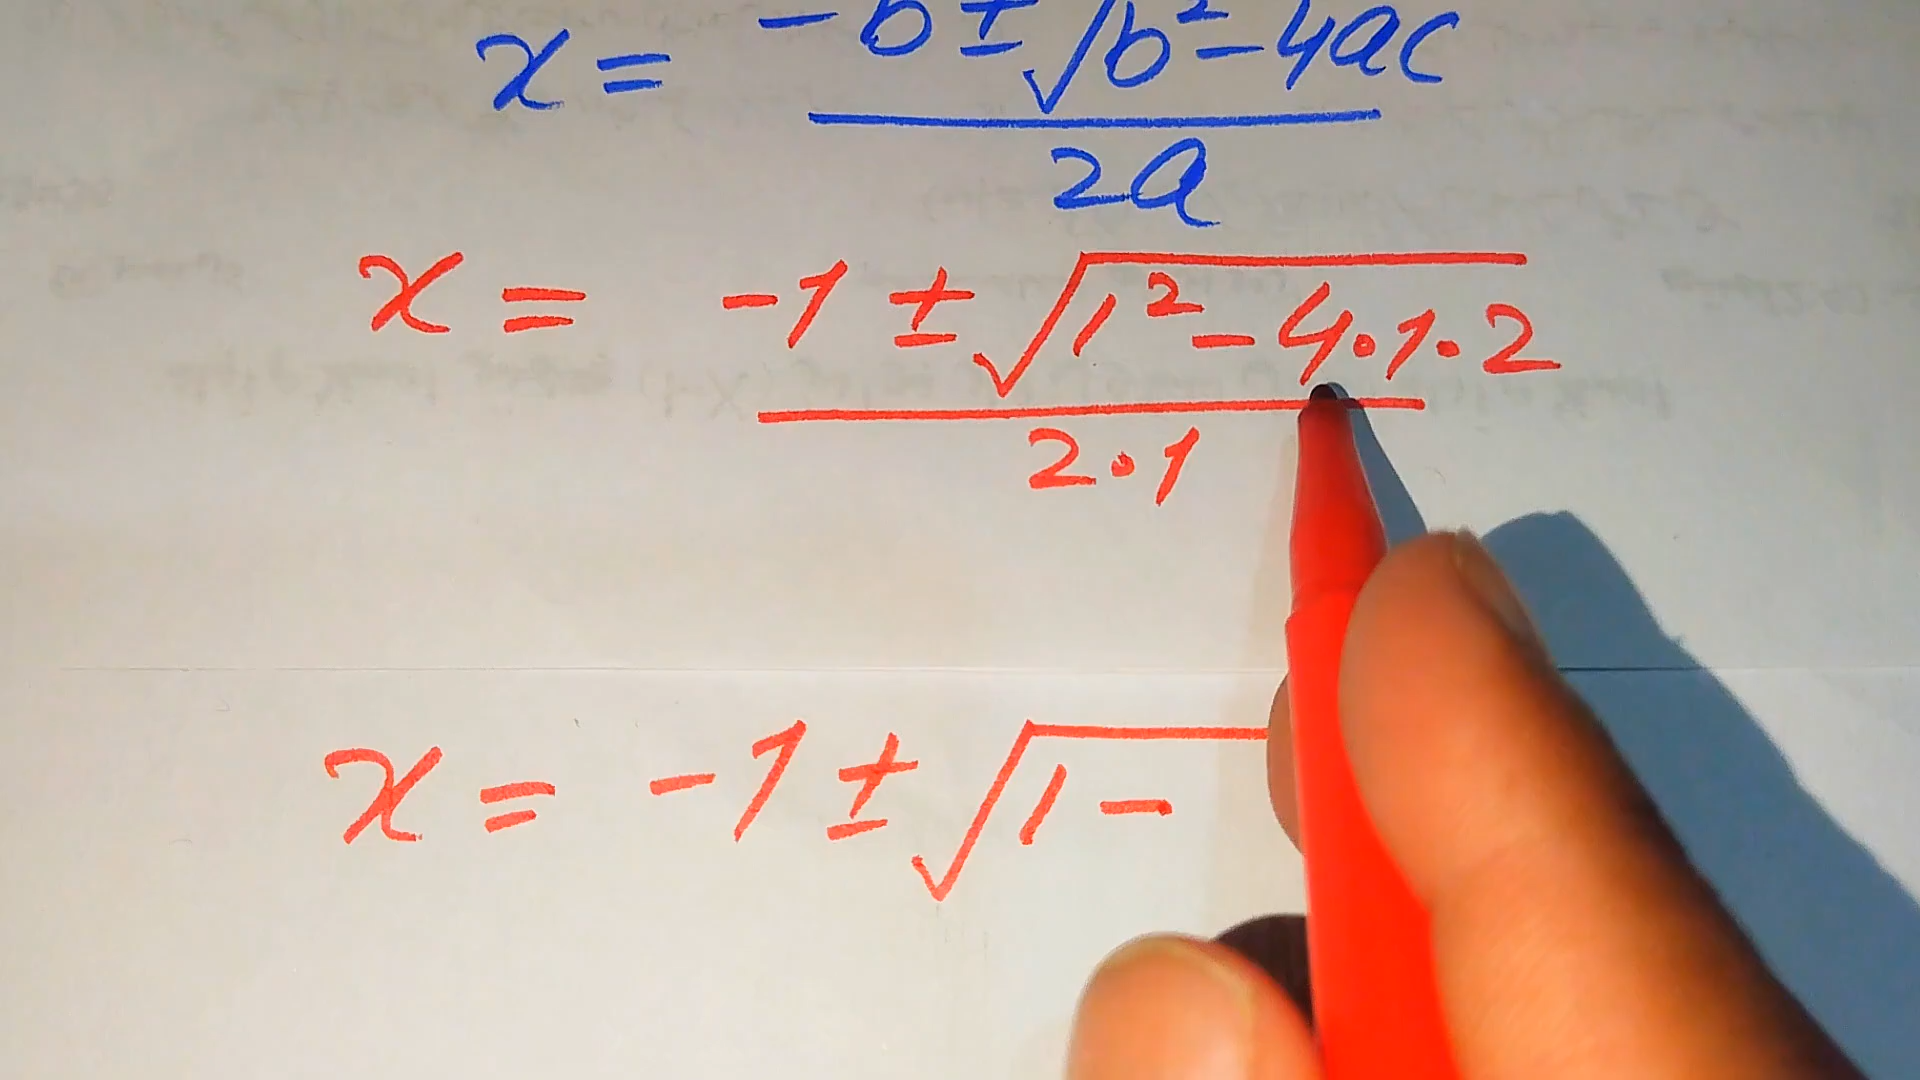 x = -b ± √b² - 4ac
2a
x = -1 ± √1² - 4·1·2
2·1
x = -1 ± √1 -